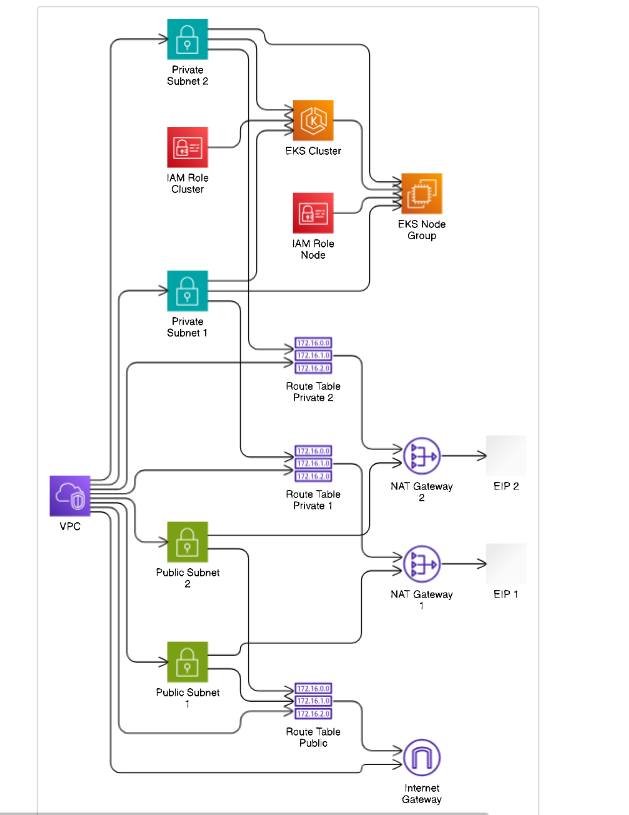 Private
Subnet 2
EKS Cluster
IAM Role
Cluster
EKS Node
Group
IAM Role
Node
Private
Subnet 1
172.16.0.0
172.16.1.0
172.16.2.0
Route Table
Private 2
172.16.0.0
172.16.1.0
172.16.2.0
Route Table
Private 1
NAT Gateway
2
EIP 2
VPC
Public Subnet
2
NAT Gateway
1
EIP 1
Public Subnet
1
172.16.0.0
172.16.1.0
172.16.2.0
Route Table
Public
Internet
Gateway